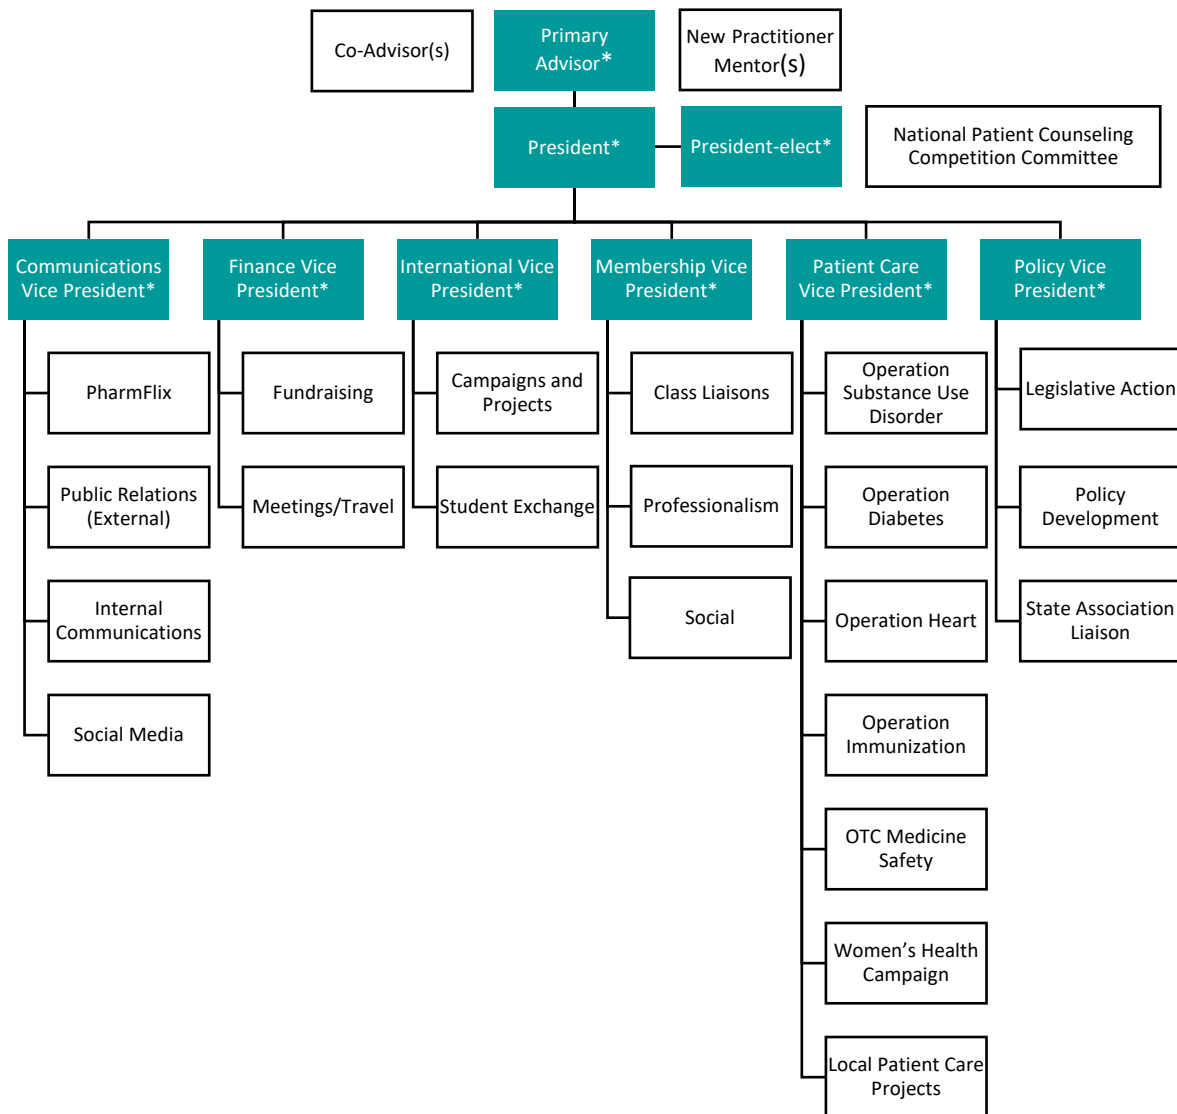 Co-Advisor(s)
Primary
Advisor*
New Practitioner
Mentor(s)
President*
President-elect*
National Patient Counseling
Competition Committee
Communications
Vice President*
Finance Vice
President*
International Vice
President*
Membership Vice
President*
Patient Care
Vice President*
Policy Vice
President*
PharmFlix
Public Relations
(External)
Internal
Communications
Social Media
Fundraising
Meetings/Travel
Campaigns and
Projects
Student Exchange
Class Liaisons
Professionalism
Social
Operation
Substance Use
Disorder
Operation
Diabetes
Operation Heart
Operation
Immunization
OTC Medicine
Safety
Women’s Health
Campaign
Local Patient Care
Projects
Legislative Action
Policy
Development
State Association
Liaison